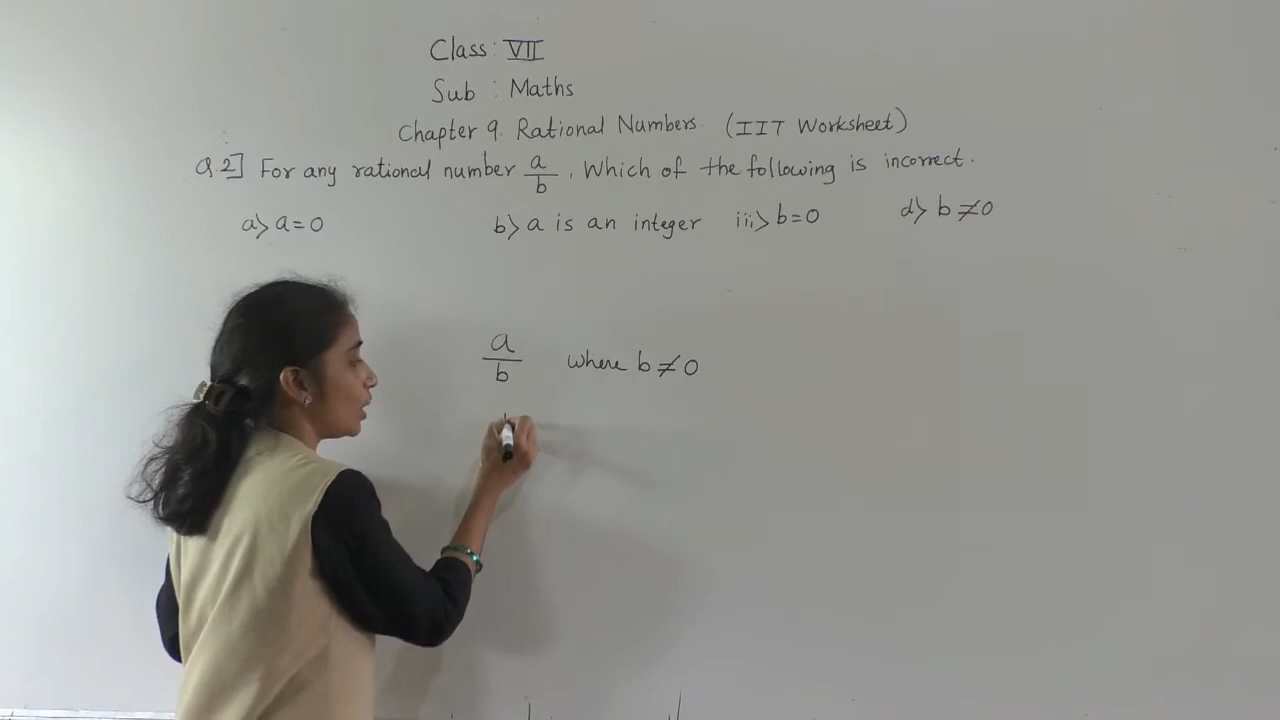 Class: VII
Sub : Maths
Chapter 9. Rational Numbers (IIT Worksheet)
Q.2] For any rational number a/b, Which of the following is incorrect.
a> a=0 b> a is an integer iii> b=0 d> b≠0
a/b where b≠0